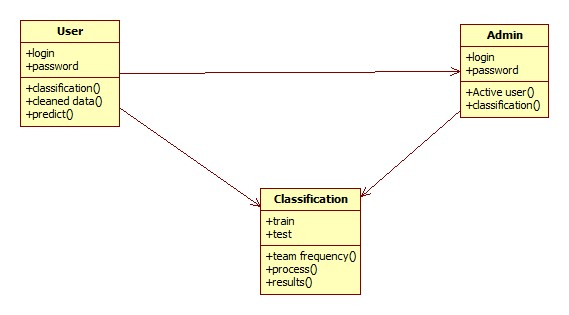 User
+login
+password
+classification()
+cleaned data()
+predict()
Admin
+login
+password
+Active user()
+classification()
Classification
+train
+test
+team frequency()
+process()
+results()